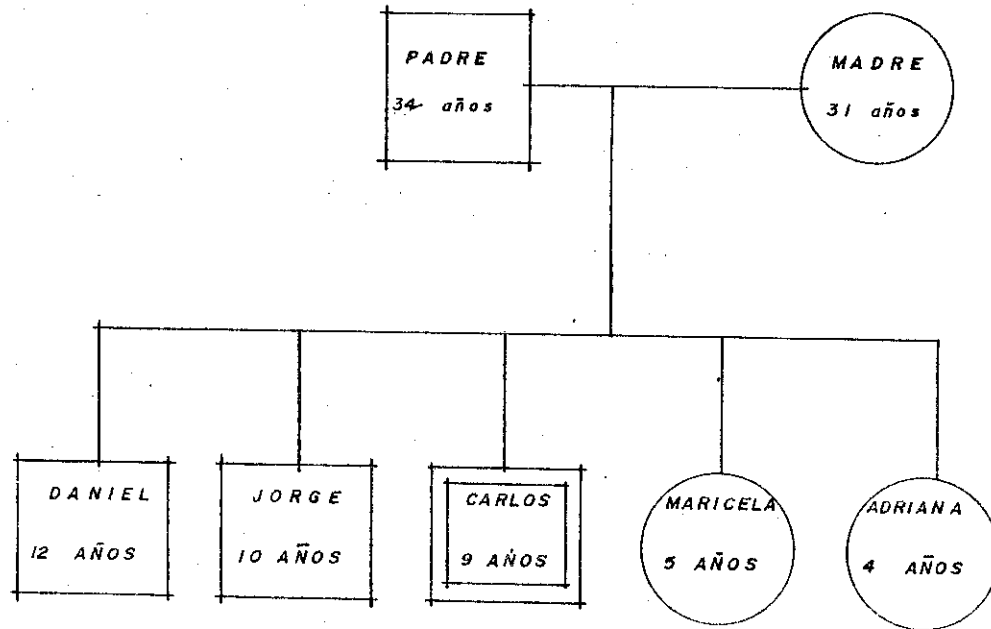 PADRE
34 años
MADRE
31 años
DANIEL
12 AÑOS
JORGE
10 AÑOS
CARLOS
9 AÑOS
MARICELA
5 AÑOS
ADRIANA
4 AÑOS